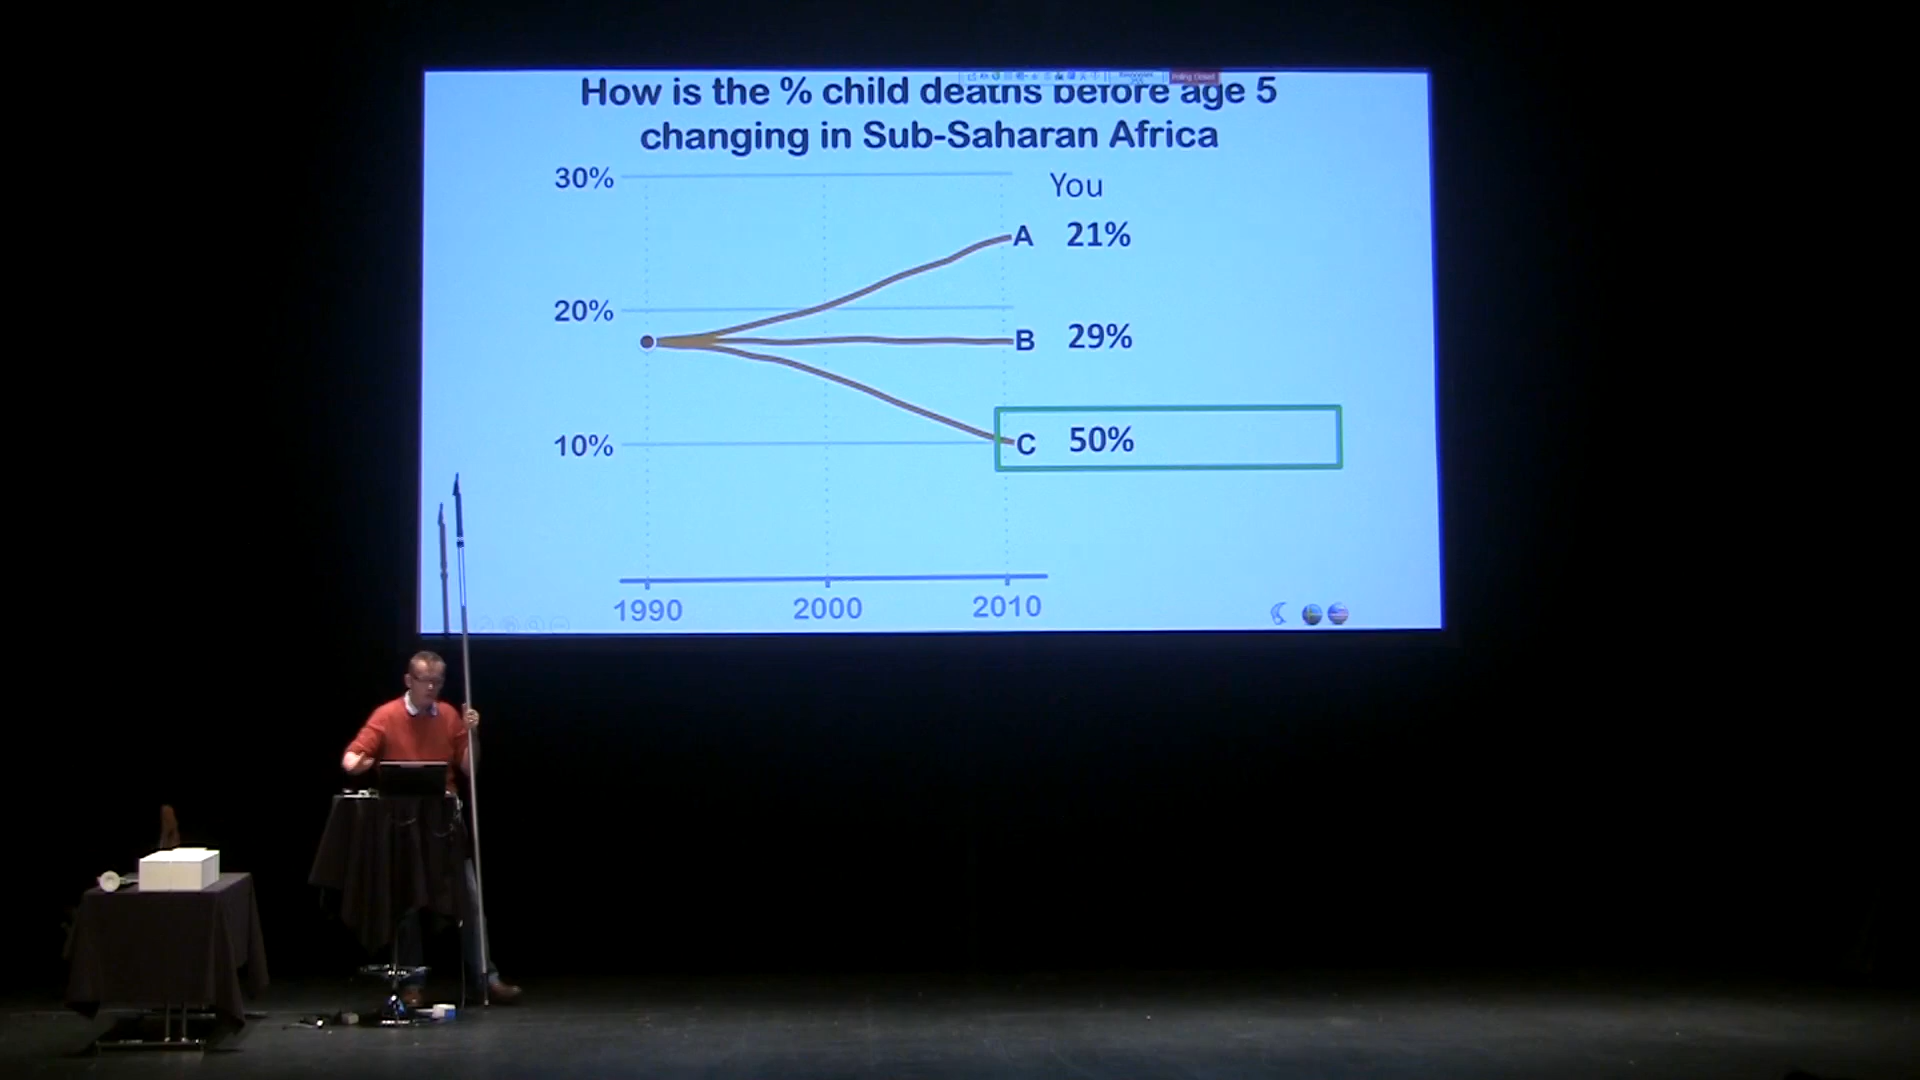 How is the % child deaths before age 5
changing in Sub-Saharan Africa
30%
You
A 21%
20%
B 29%
10%
C 50%
1990 2000 2010